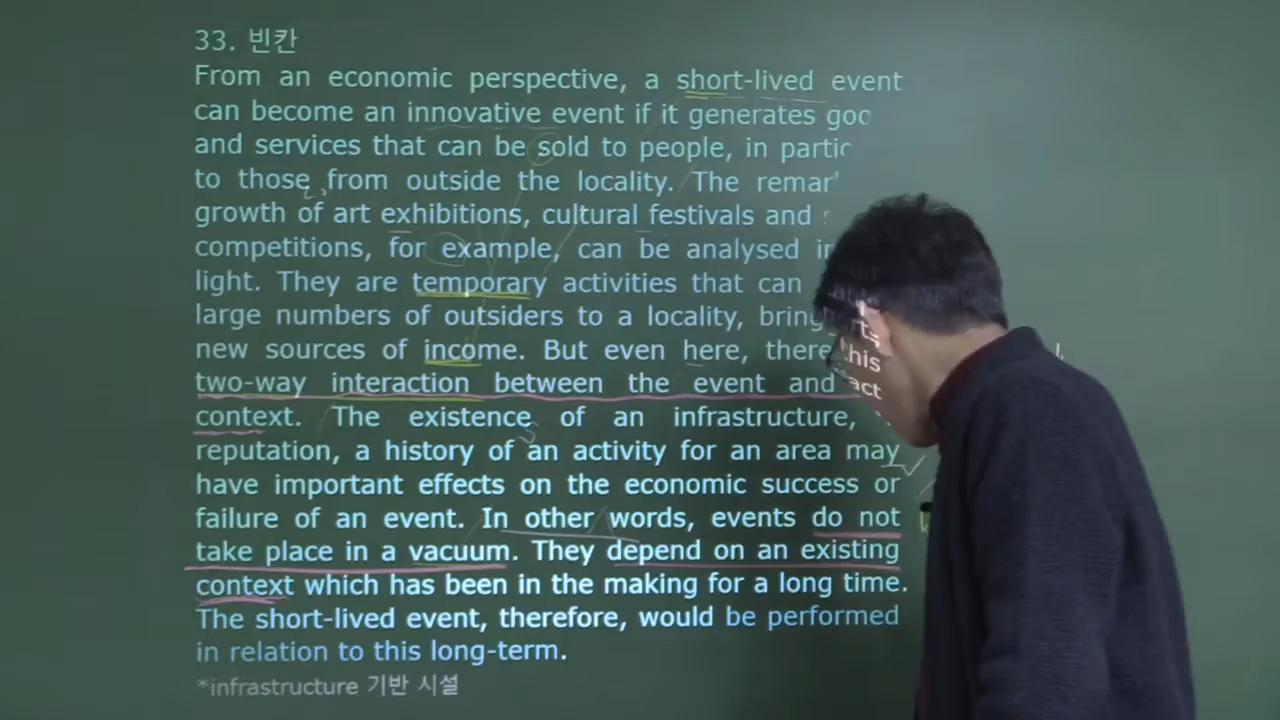 33. 빈칸
From an economic perspective, a short-lived event
can become an innovative event if it generates
and services that can be sold to people, in
to those from outside the locality. The
growth of art exhibitions, cultural festivals and
competitions, for example, can be analysed
light. They are temporary activities that can
large numbers of outsiders to a locality,
new sources of income. But even here, there
this
two-way interaction between the event and
context. The existence of an infrastructure,
reputation, a history of an activity for an area may
have important effects on the economic success or
failure of an event. In other words, events do not
take place in a vacuum. They depend on an existing
context which has been in the making for a long time.
The short-lived event, therefore, would be performed
in relation to this long-term.
*infrastructure 기반 시설